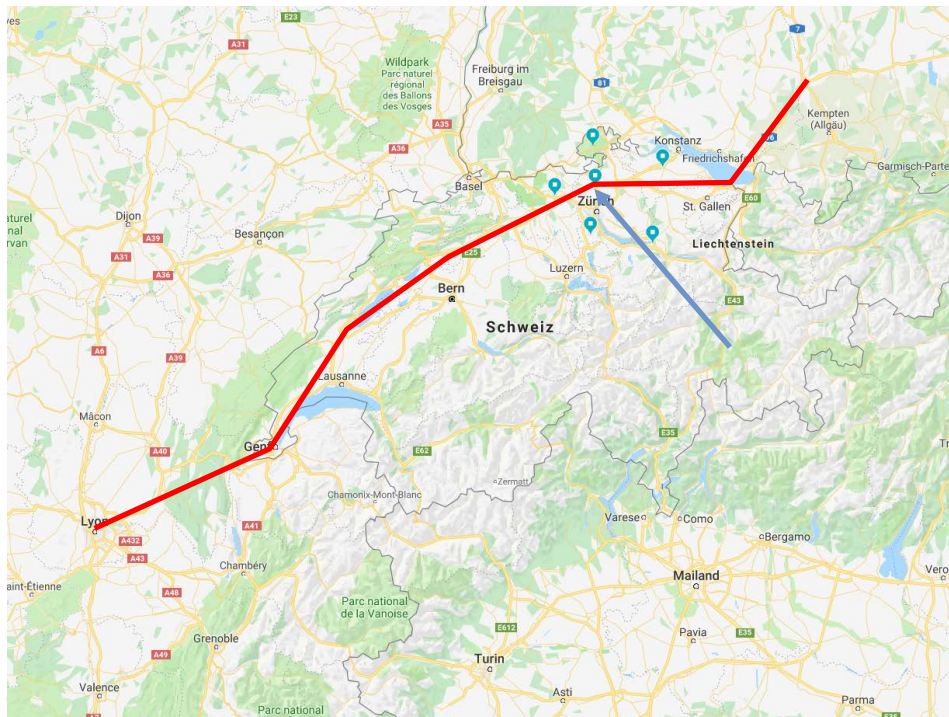 E23
7
A31
Wildpark
Parc naturel
régional
des Ballons
des Vosges
Freiburg im
Breisgau
81
Kempten
(Allgäu)
A35
A36
Konstanz
Friedrichshafen
Garmisch-Parte
Basel
E60
Dijon
A39
Besançon
Zürich
St. Gallen
A31
A36
E25
Liechtenstein
Luzern
Bern
E43
Schweiz
A6
A39
Lausanne
Mâcon
A40
Genf
E62
E35
Zermatt
Chamonix-Mont-Blanc
Lyon
A41
Varese
Como
A432
A43
Bergamo
Chambéry
Saint-Étienne
A48
Mailand
Vero
Parc national
de la Vanoise
E612
Pavia
E35
Grenoble
A49
Turin
Valence
Asti
Parma
Parc national